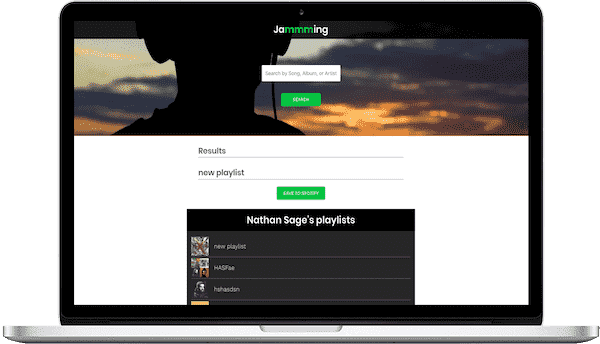 Jammming
Search by Song, Album, or Artist
SEARCH
Results
new playlist
SAVE TO SPOTIFY
Nathan Sage's playlists
new playlist
HASFaa
hshasdsn